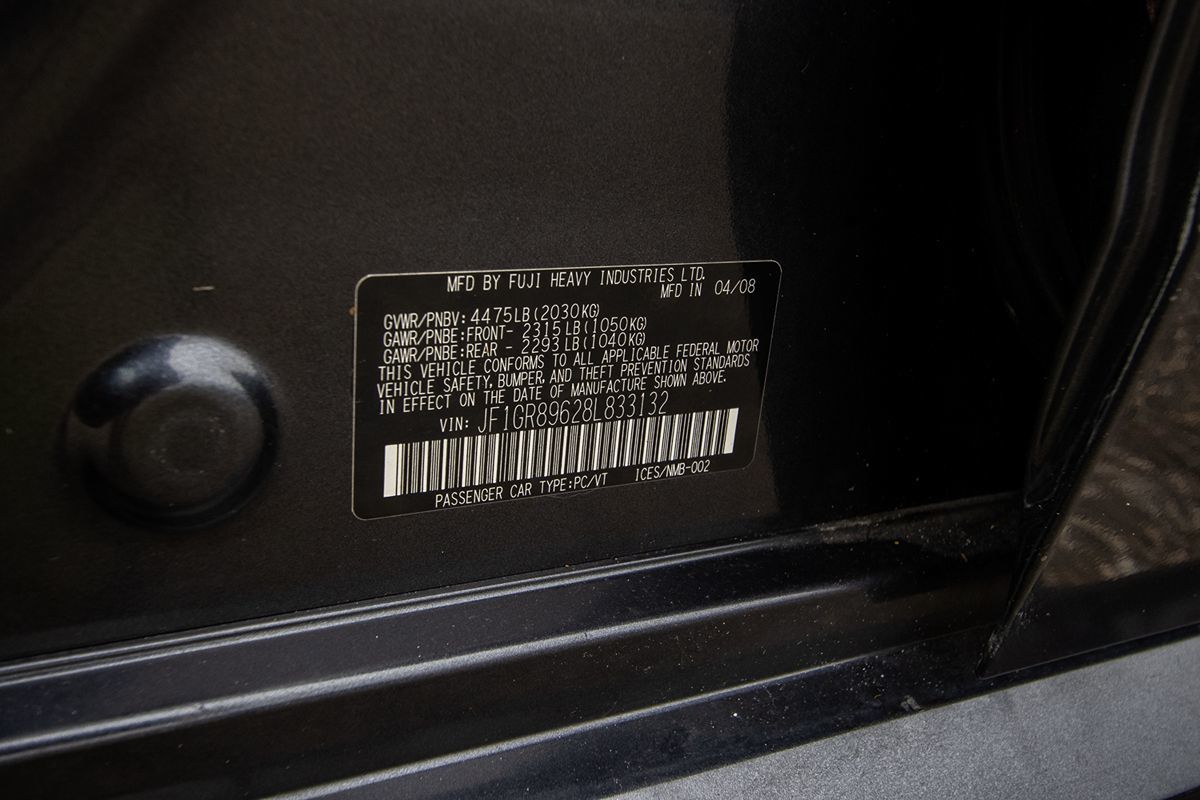 MFD BY FUJI HEAVY INDUSTRIES LTD.
MFD IN 04/08
GVWR/PNBV: 4475LB(2030KG)
GAWR/PNBE:FRONT- 2315LB(1050KG)
GAWR/PNBE:REAR - 2293LB(1040KG)
THIS VEHICLE CONFORMS TO ALL APPLICABLE FEDERAL MOTOR
VEHICLE SAFETY, BUMPER, AND THEFT PREVENTION STANDARDS
IN EFFECT ON THE DATE OF MANUFACTURE SHOWN ABOVE.
VIN: JF1GR89628L833132
PASSENGER CAR TYPE:PC/VT ICES/NMB-002